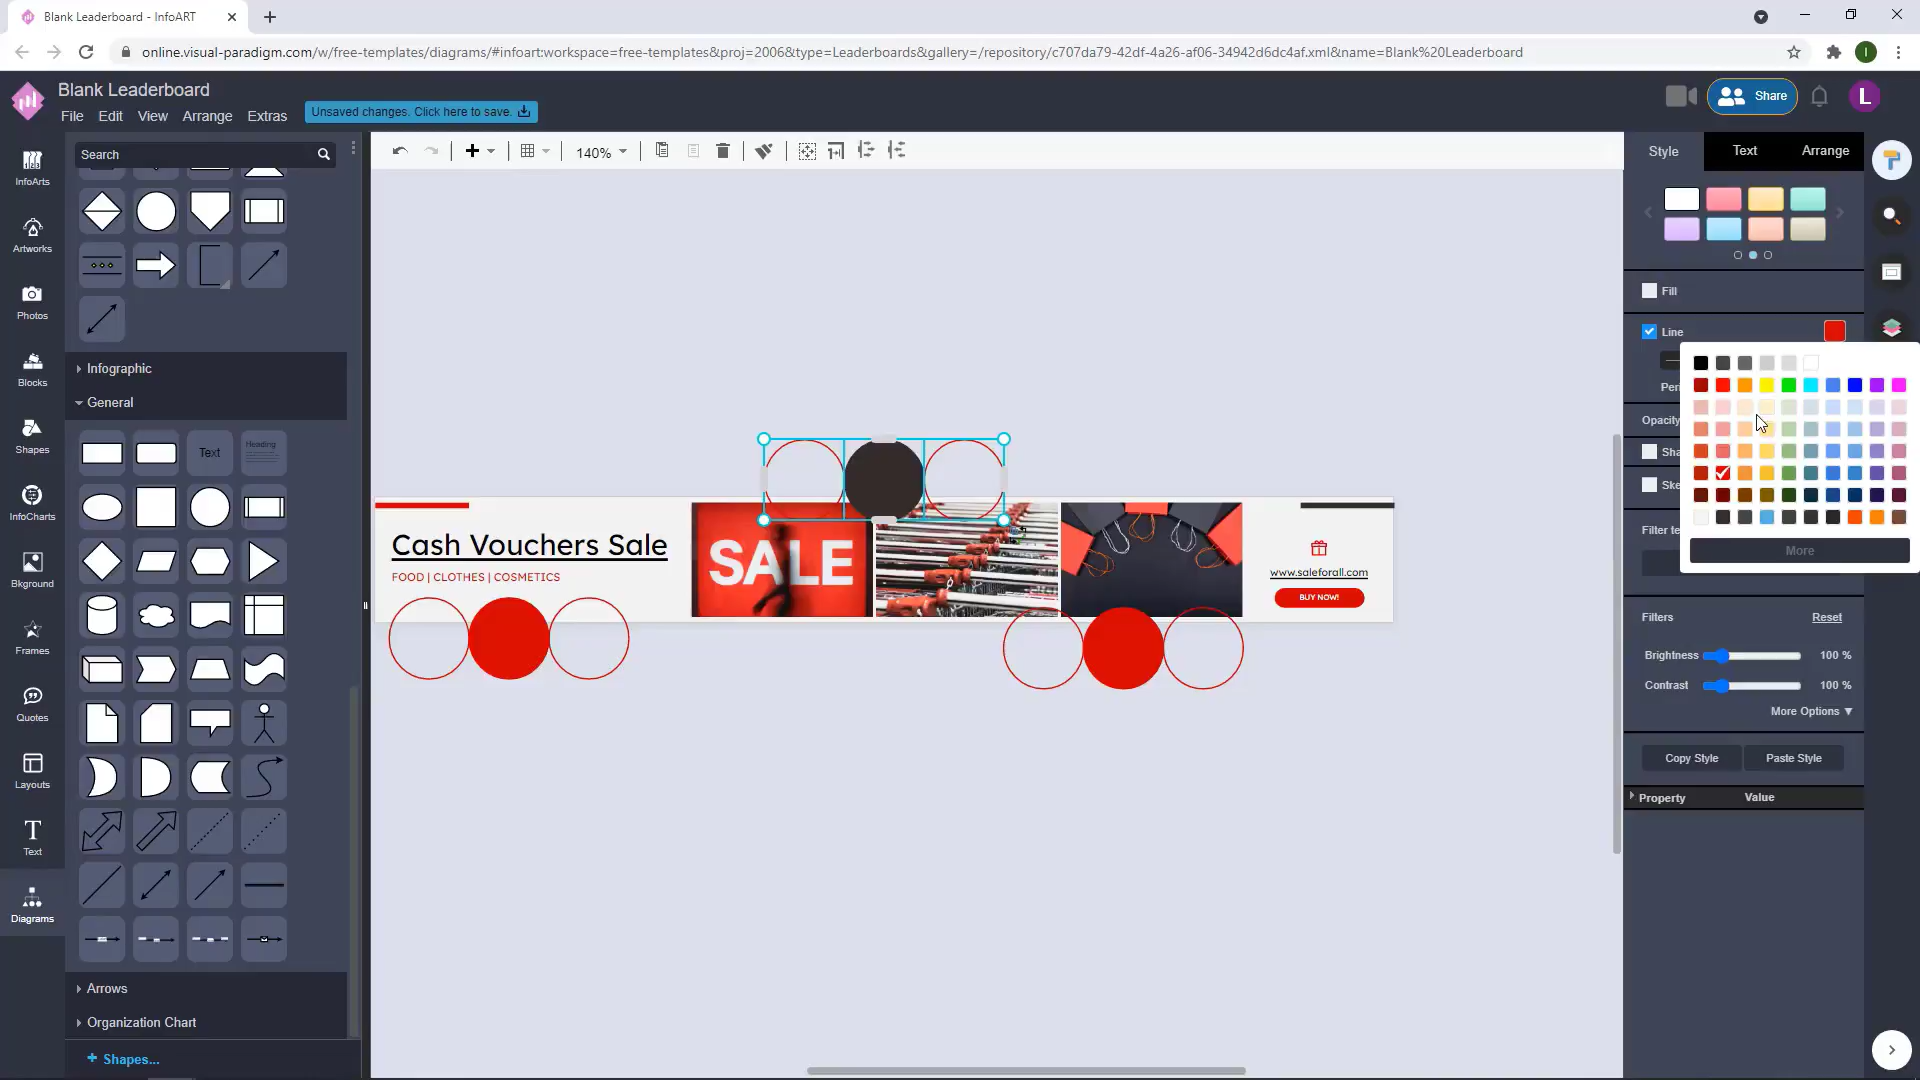 Blank Leaderboard - InfoART
online.visual-paradigm.com/w/free-templates/diagrams/#infoart:workspace=free-templates&proj=2006&type=Leaderboards&gallery=/repository/c707da79-42df-4a26-af06-34942d6dc4af.xml&name=Blank%20Leaderboard
I
Blank Leaderboard
File Edit View Arrange Extras
Unsaved changes. Click here to save.
Share
L
Search
140%
Style Text Arrange
InfoArts
Artworks
Photos
Blocks
Shapes
InfoCharts
Bkground
Frames
Quotes
Layouts
T
Text
Diagrams
Infographic
General
Text
Heading
Arrows
Organization Chart
+ Shapes...
Cash Vouchers Sale
FOOD | CLOTHES | COSMETICS
SALE
www.saleforall.com
BUY NOW!
Fill
Line
Peri
Opacity
Sha
Ske
Filter te
More
Filters Reset
Brightness 100 %
Contrast 100 %
More Options ▼
Copy Style Paste Style
Property Value